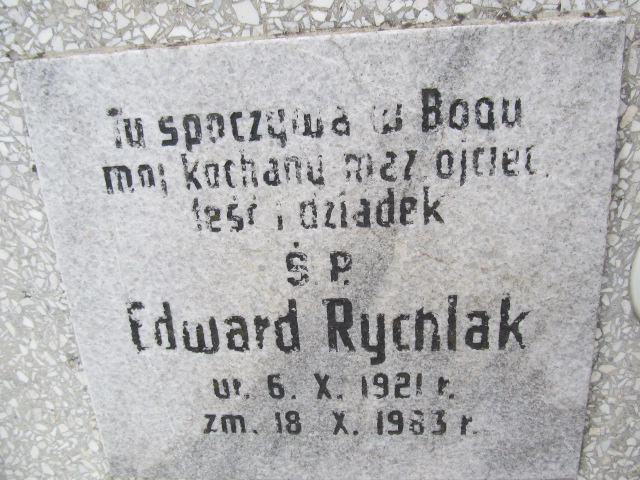 Tu spoczywa w Bogu
mój kochany mąż, ojciec,
teść i dziadek
Ś. P.
Edward Rychlak
ur. 6. X. 1921 r.
zm. 18 X. 1983 r.